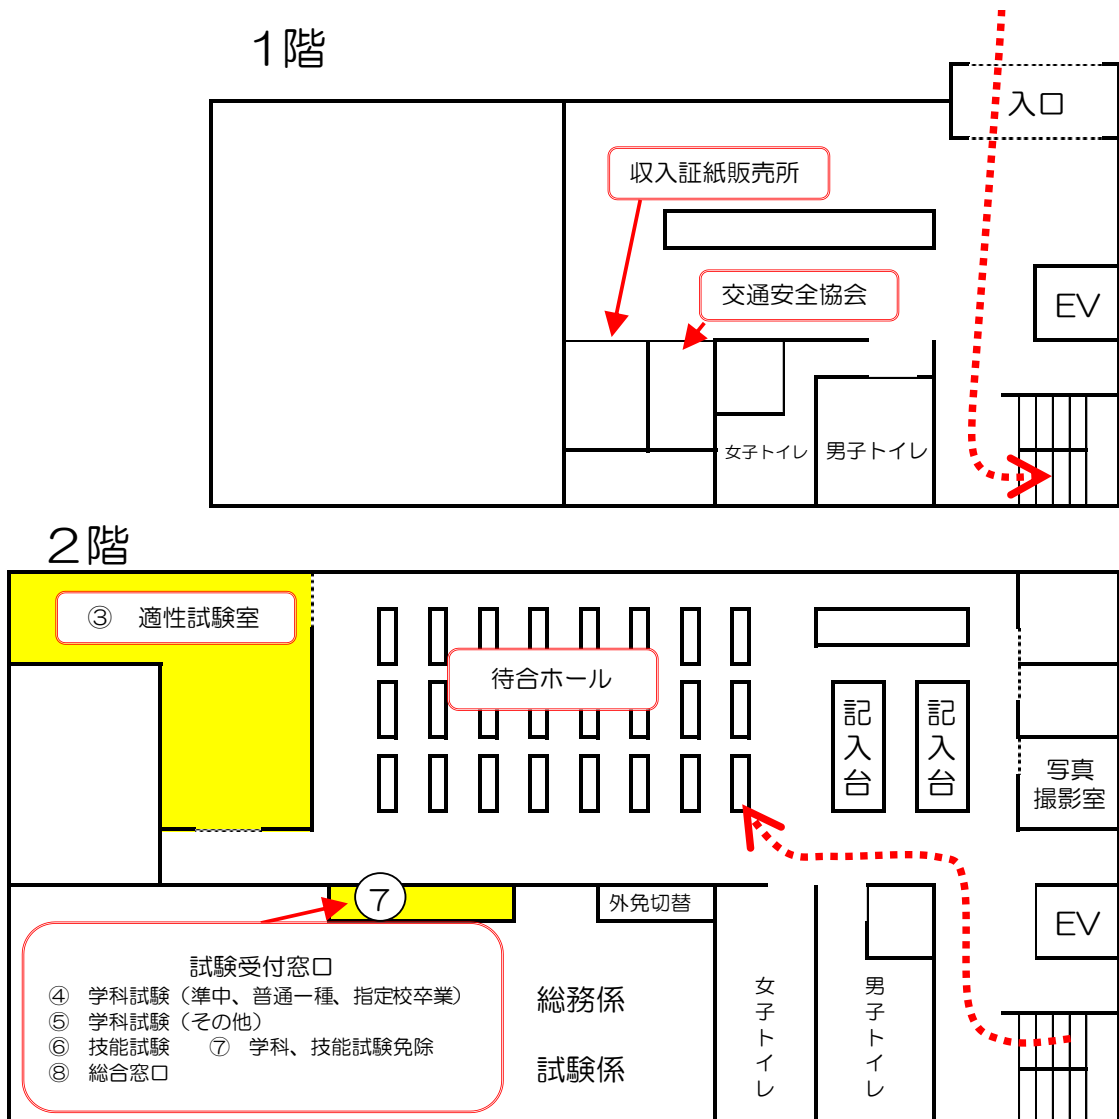 1階
入口
収入証紙販売所
交通安全協会
EV
女子トイレ
男子トイレ
2階
③ 適性試験室
待合ホール
記入台
記入台
写真
撮影室
⑦
外免切替
EV
試験受付窓口
④ 学科試験（準中、普通一種、指定校卒業）
⑤ 学科試験（その他）
⑥ 技能試験 ⑦ 学科、技能試験免除
⑧ 総合窓口
総務係
試験係
女子トイレ
男子トイレ